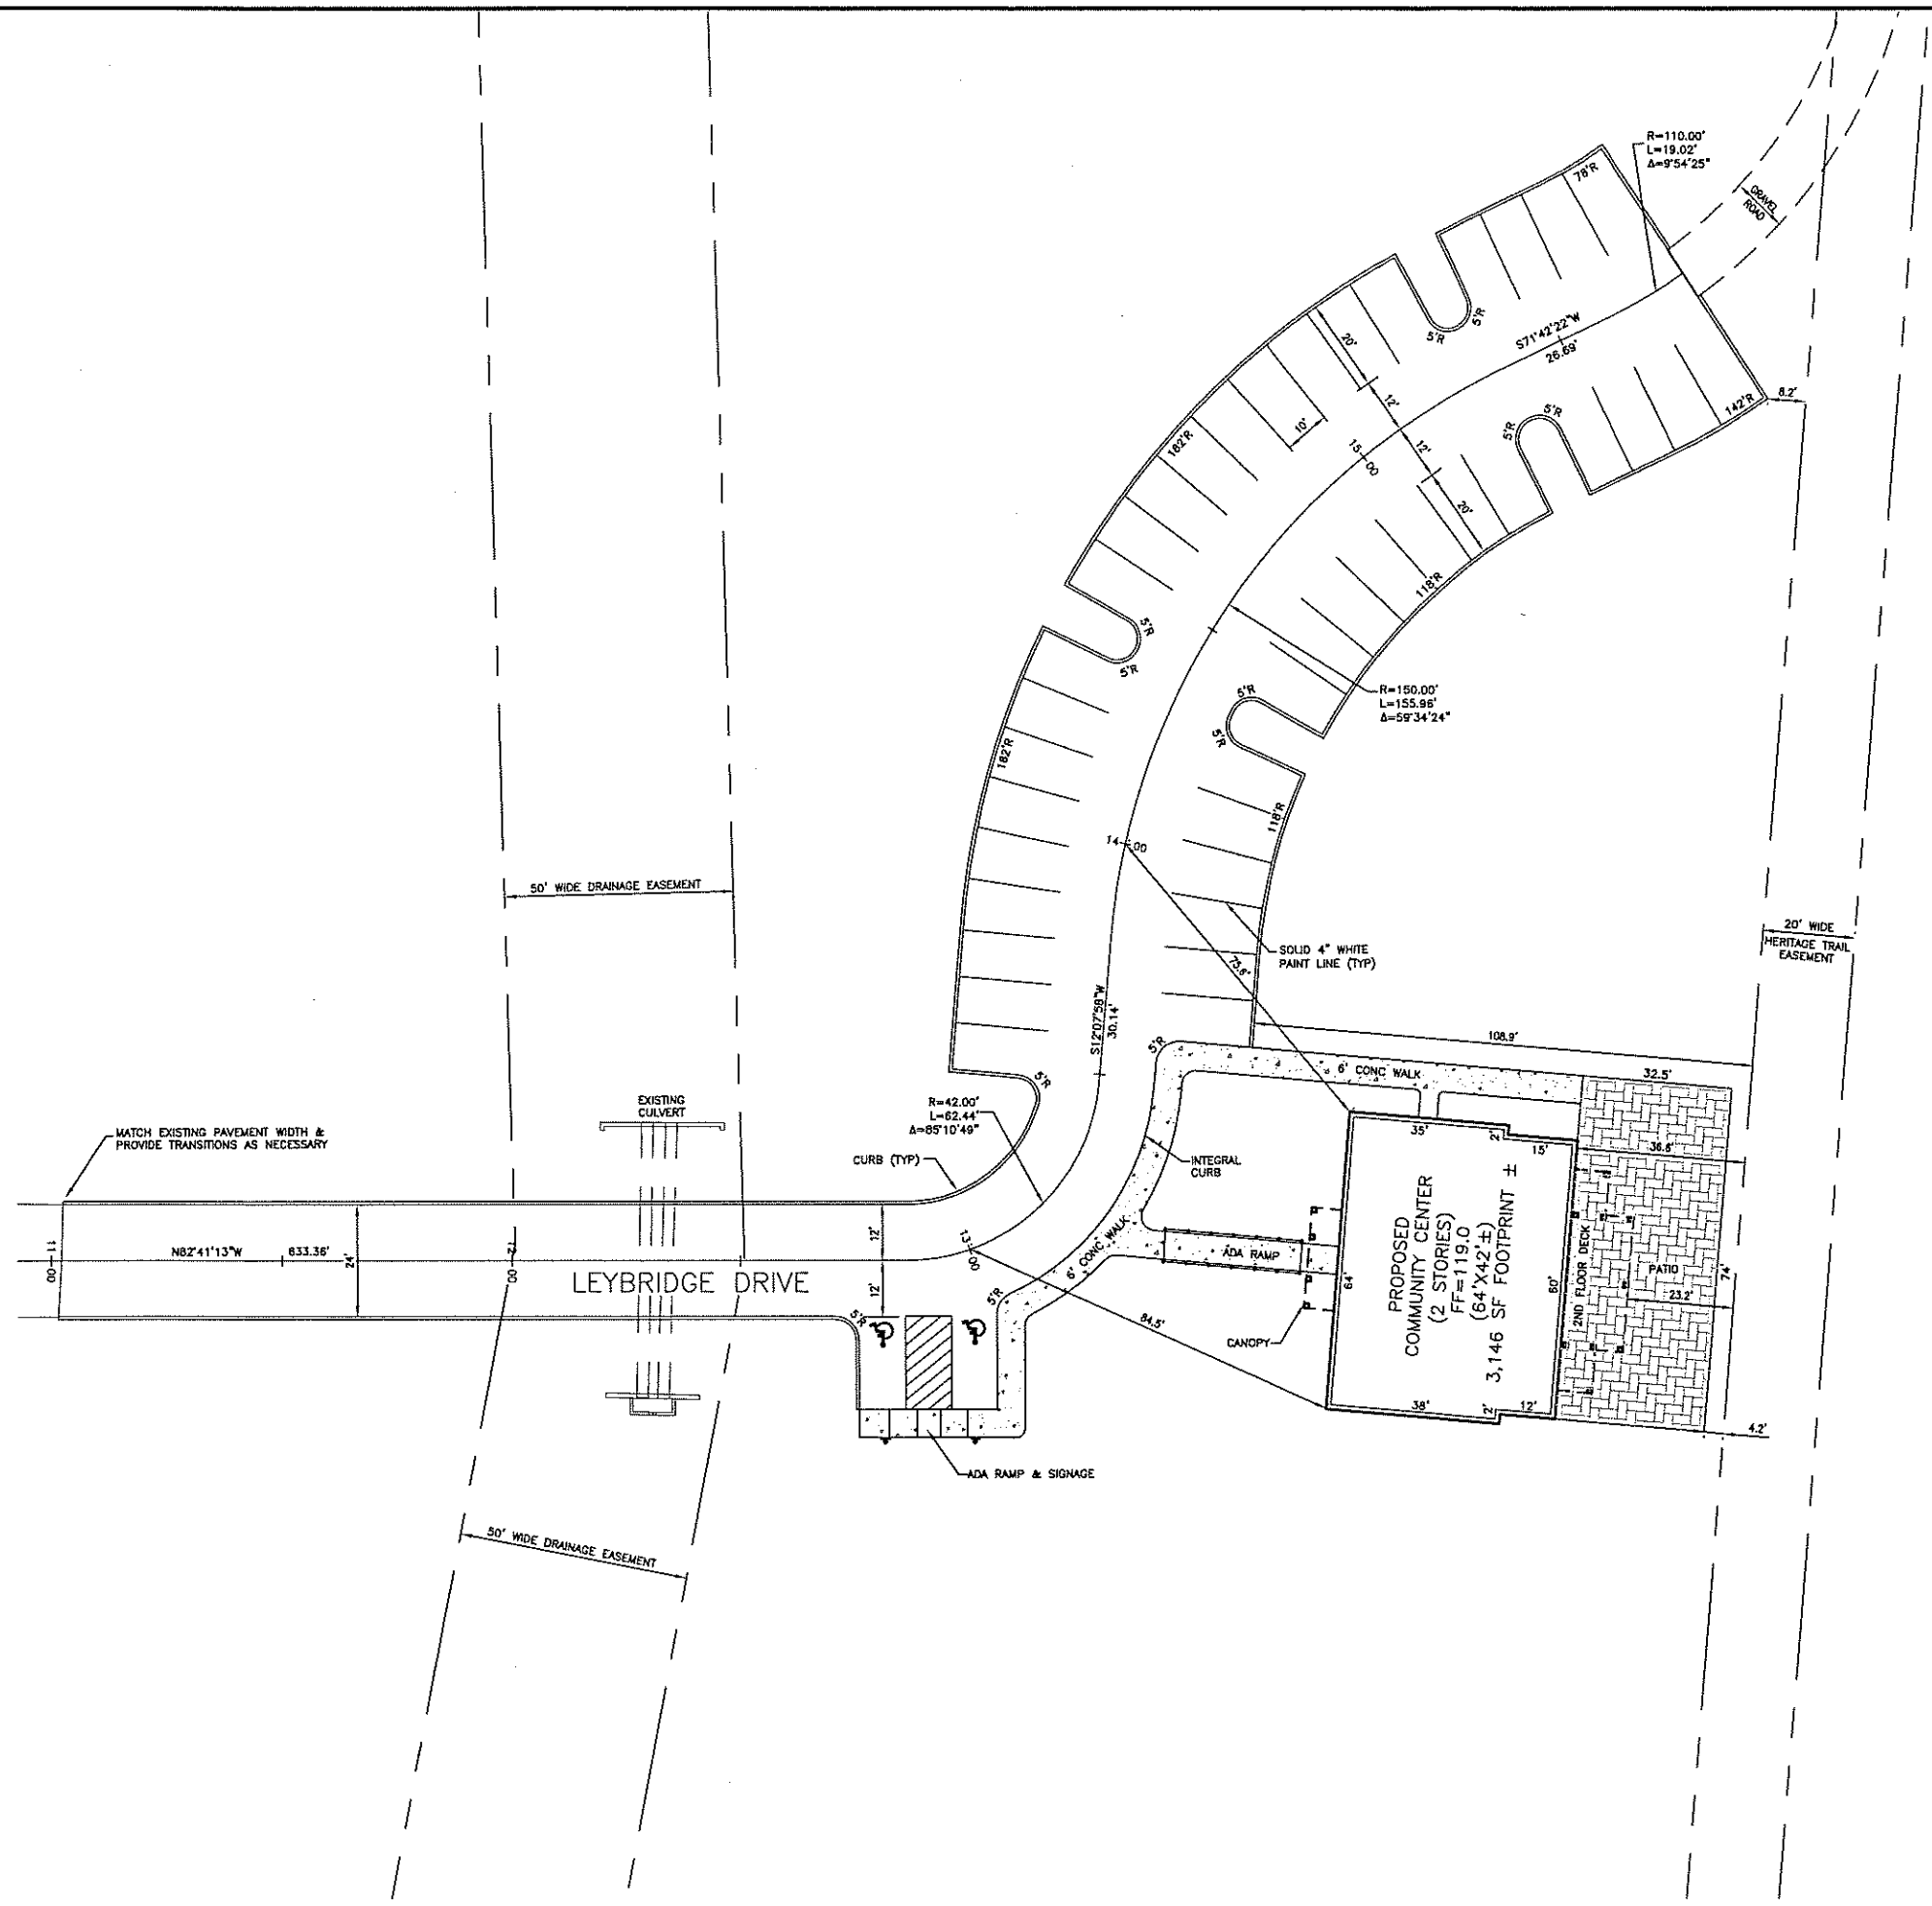 R=110.00'
L=19.02'
Δ=9°54'25"
78'R
GRAVEL
ROAD
5'R
5'R
S71°42'22"W
26.69'
20'
12'
10'
182'R
15+00
12'
20'
142'R
8.2'
5'R
5'R
118'R
5'R
5'R
R=150.00'
L=155.96'
Δ=59°34'24"
5'R
5'R
182'R
118'R
14+00
50' WIDE DRAINAGE EASEMENT
SOLID 4" WHITE
PAINT LINE (TYP)
75.6'
20' WIDE
HERITAGE TRAIL
EASEMENT
S12°07'58"W
30.14'
108.9'
5'R
5'R
6' CONC WALK
32.5'
EXISTING
CULVERT
R=42.00'
L=62.44'
Δ=85°10'49"
MATCH EXISTING PAVEMENT WIDTH &
PROVIDE TRANSITIONS AS NECESSARY
CURB (TYP)
INTEGRAL
CURB
35'
2'
15'
36.6'
11+00
N82°41'13"W 833.36'
24'
12+00
LEYBRIDGE DRIVE
12'
12'
13+00
6' CONC WALK
ADA RAMP
64'
PROPOSED
COMMUNITY CENTER
(2 STORIES)
FF=119.0
(64'X42'±)
3,146 SF FOOTPRINT ±
60'
2ND FLOOR DECK
PATIO
23.2'
74'
5'R
5'R
84.5'
CANOPY
38'
2'
12'
4.2'
ADA RAMP & SIGNAGE
50' WIDE DRAINAGE EASEMENT